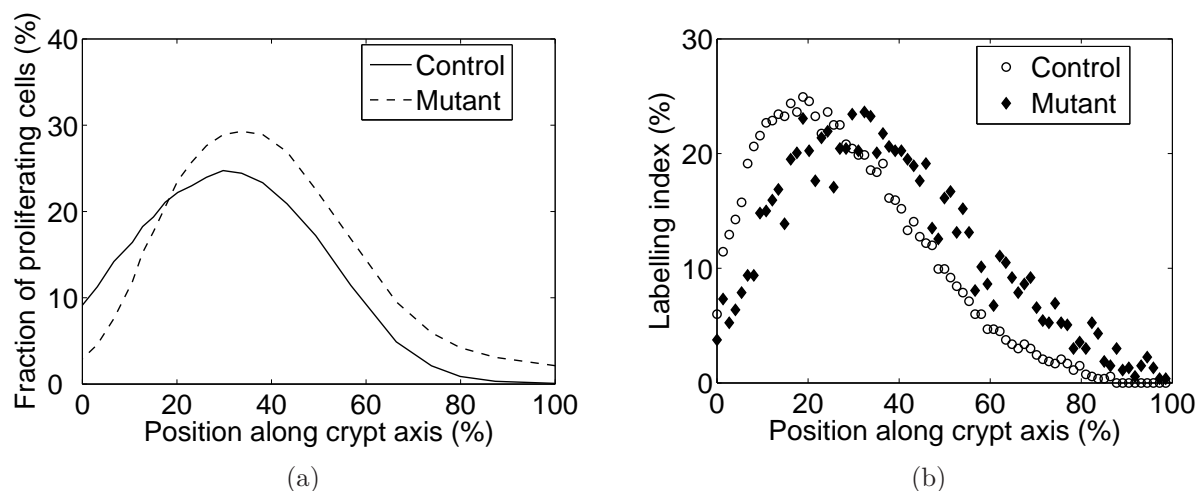 Fraction of proliferating cells (%)
40
30
20
10
0
0 20 40 60 80 100
Position along crypt axis (%)
Control
Mutant
(a)
Labelling index (%)
30
20
10
0
0 20 40 60 80 100
Position along crypt axis (%)
Control
Mutant
(b)